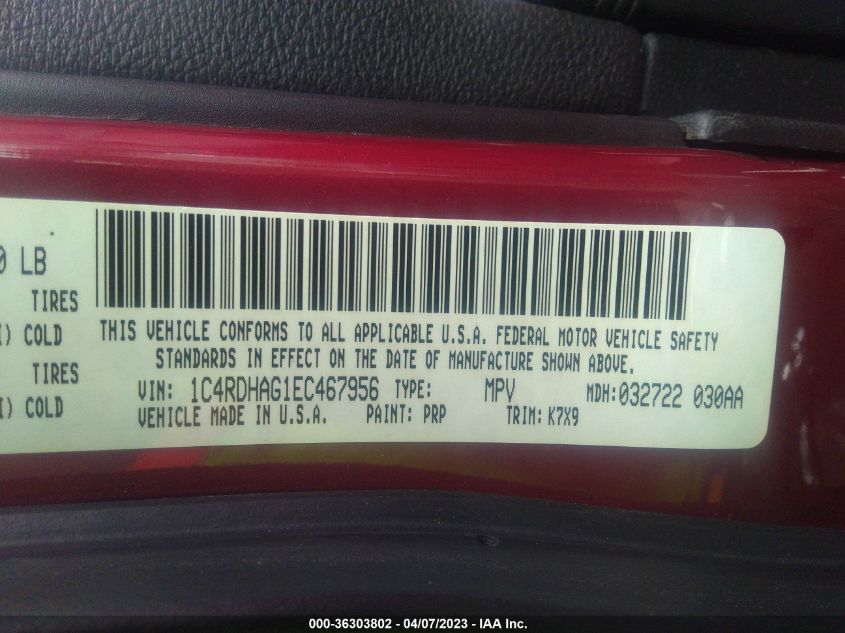 0 LB
TIRES
I) COLD
TIRES
I) COLD
THIS VEHICLE CONFORMS TO ALL APPLICABLE U.S.A. FEDERAL MOTOR VEHICLE SAFETY
STANDARDS IN EFFECT ON THE DATE OF MANUFACTURE SHOWN ABOVE.
VIN: 1C4RDHAG1EC467956 TYPE: MPV MDH: 032722 030AA
VEHICLE MADE IN U.S.A. PAINT: PRP TRIM: K7X9
000-36303802 - 04/07/2023 - IAA Inc.